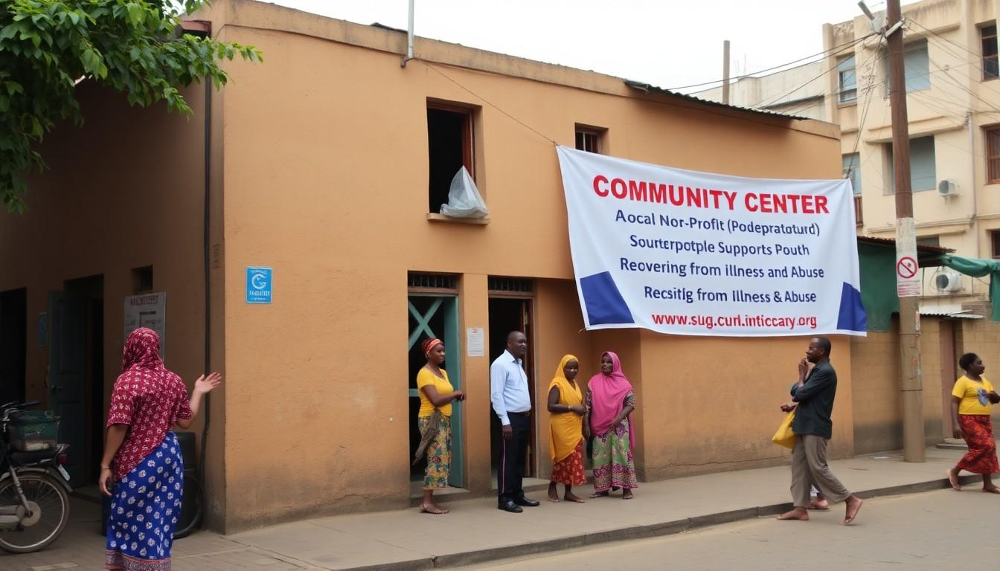 COMMUNITY CENTER
Aocal Nor-Profit (Podepratoturd)
Sourterpotple Supports Pouth
Reovering from illness and Abuse
Recsitig from Illness & Abuse
www.sug.curl.inticcary.org